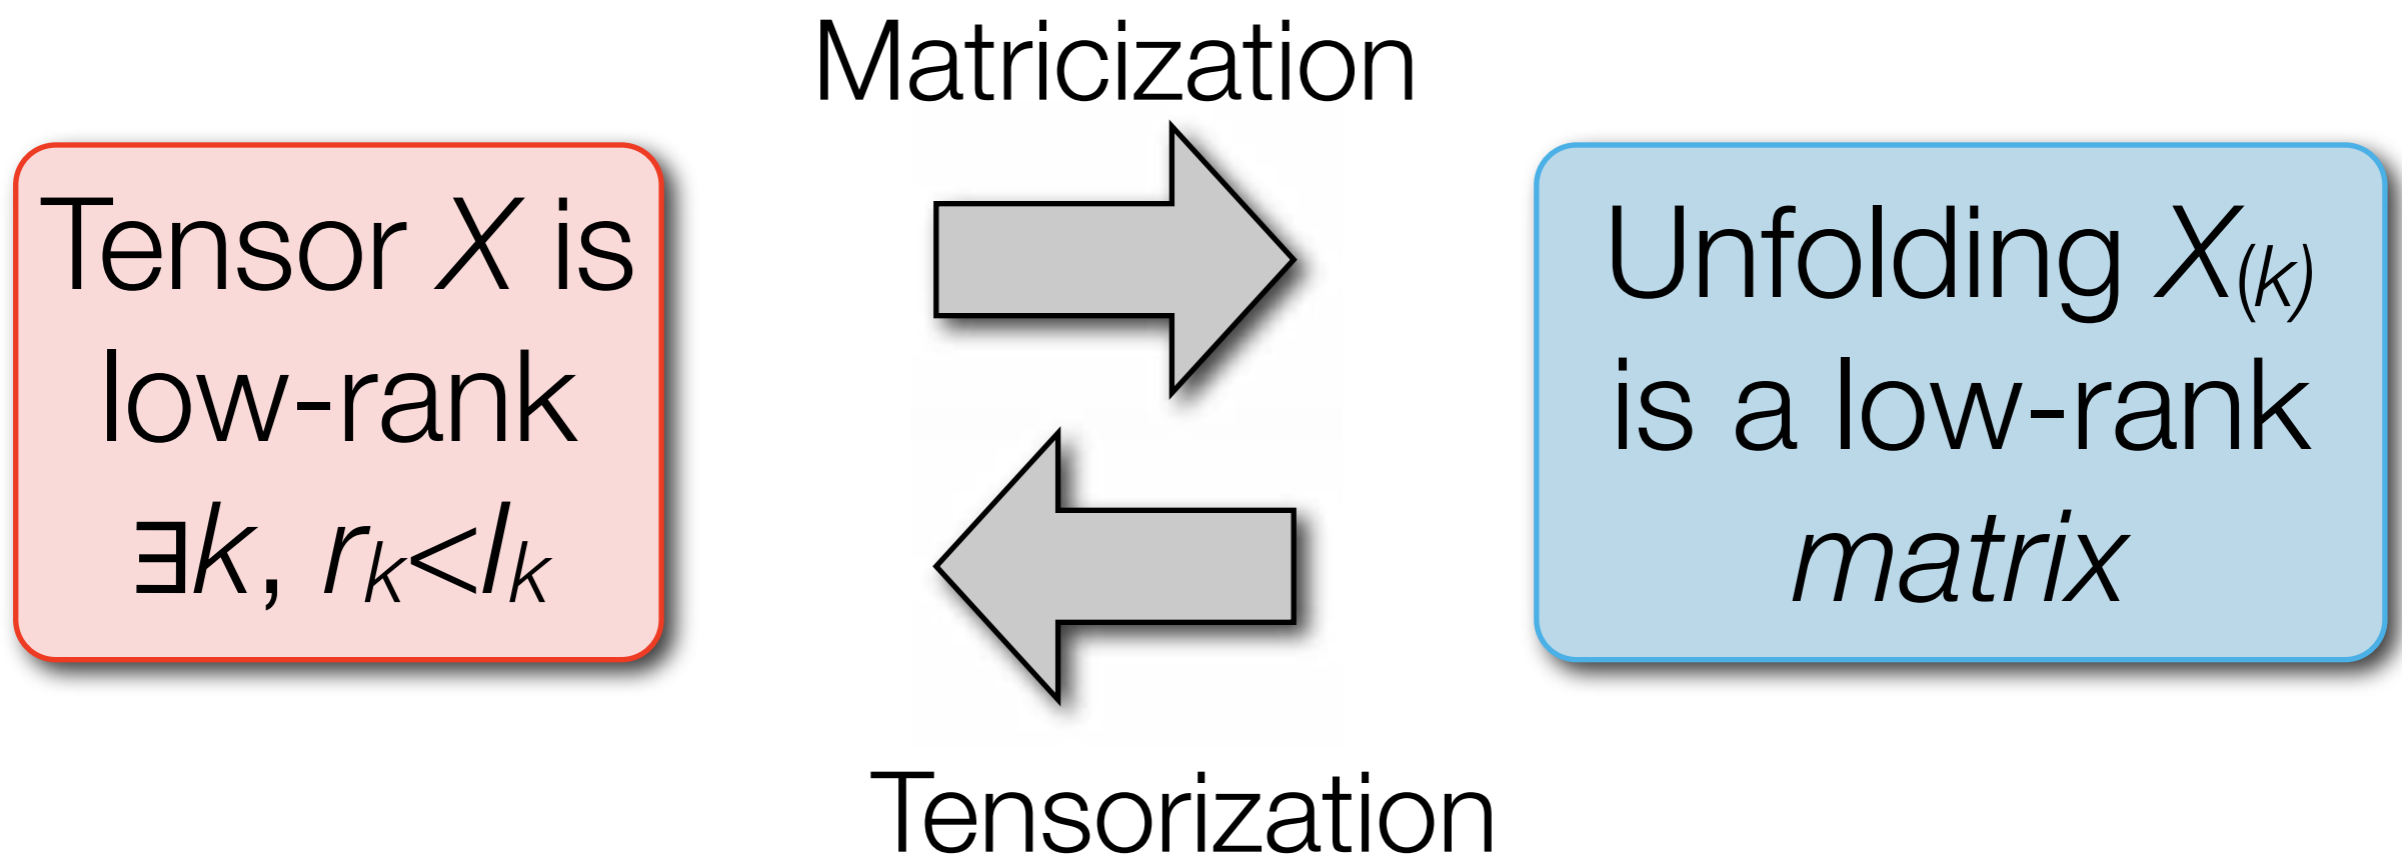 Matricization
Tensor X is
low-rank
∃k, rₖ<Iₖ
Unfolding X₍ₖ₎
is a low-rank
matrix
Tensorization